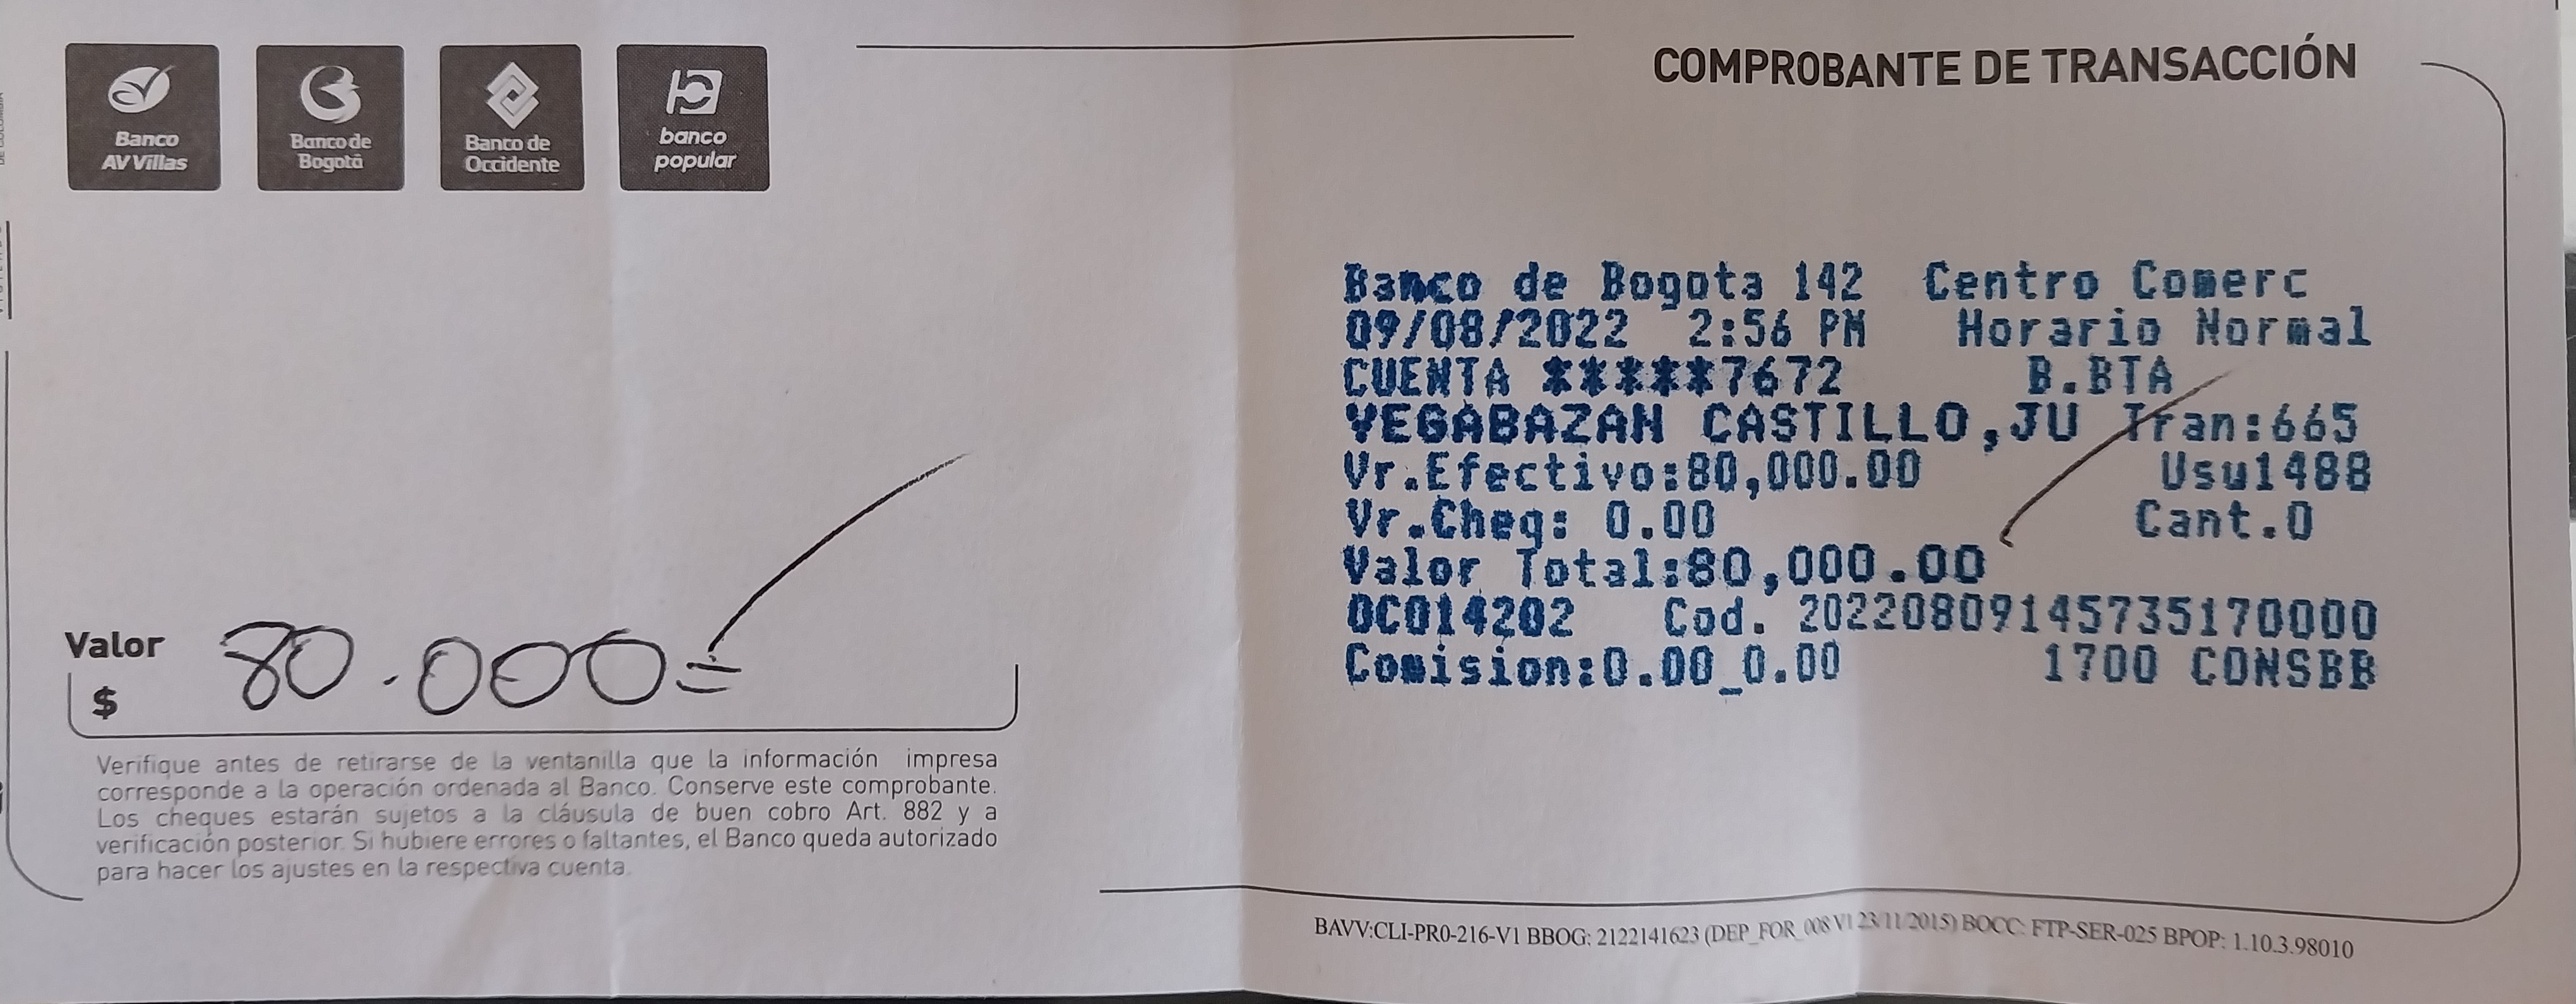 COMPROBANTE DE TRANSACCIÓN
Banco
AV Villas
Banco de
Bogotá
Banco de
Occidente
banco
popular
Banco de Bogota 142 Centro Comerc
09/08/2022 2:56 PM Horario Normal
CUENTA *****7672 B.BTA
VEGABAZAN CASTILLO,JU Tran:665
Vr.Efectivo:80,000.00 Usu1488
Vr.Cheq: 0.00 Cant.0
Valor Total:80,000.00
OC014202 Cod. 20220809145735170000
Comision:0.00_0.00 1700 CONSBB
Valor
$ 80.000=
Verifique antes de retirarse de la ventanilla que la información impresa
corresponde a la operación ordenada al Banco. Conserve este comprobante.
Los cheques estarán sujetos a la cláusula de buen cobro Art. 882 y a
verificación posterior. Si hubiere errores o faltantes, el Banco queda autorizado
para hacer los ajustes en la respectiva cuenta.
BAVV:CLI-PR0-216-V1 BBOG: 2122141623 (DEP_FOR_008 V1 23/11/2015) BOCC: FTP-SER-025 BPOP: 1.10.3.98010